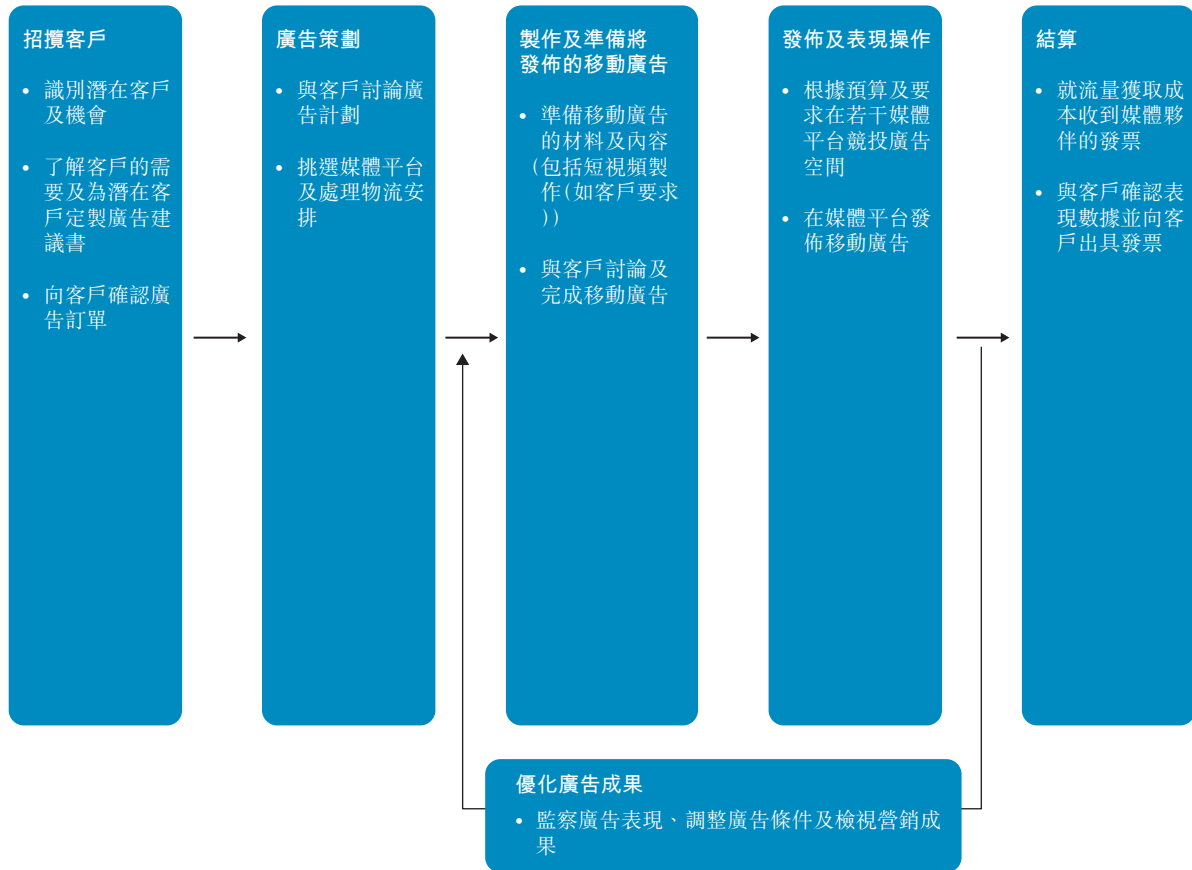 招攬客戶
• 識別潛在客戶
及機會
• 了解客戶的需
要及為潛在客
戶定製廣告建
議書
• 向客戶確認廣
告訂單
廣告策劃
• 與客戶討論廣
告計劃
• 挑選媒體平台
及處理物流安
排
製作及準備將
發佈的移動廣告
• 準備移動廣告
的材料及內容
(包括短視頻製
作(如客戶要求
))
• 與客戶討論及
完成移動廣告
發佈及表現操作
• 根據預算及要
求在若干媒體
平台競投廣告
空間
• 在媒體平台發
佈移動廣告
結算
• 就流量獲取成
本收到媒體夥
伴的發票
• 與客戶確認表
現數據並向客
戶出具發票
優化廣告成果
• 監察廣告表現、調整廣告條件及檢視營銷成
果